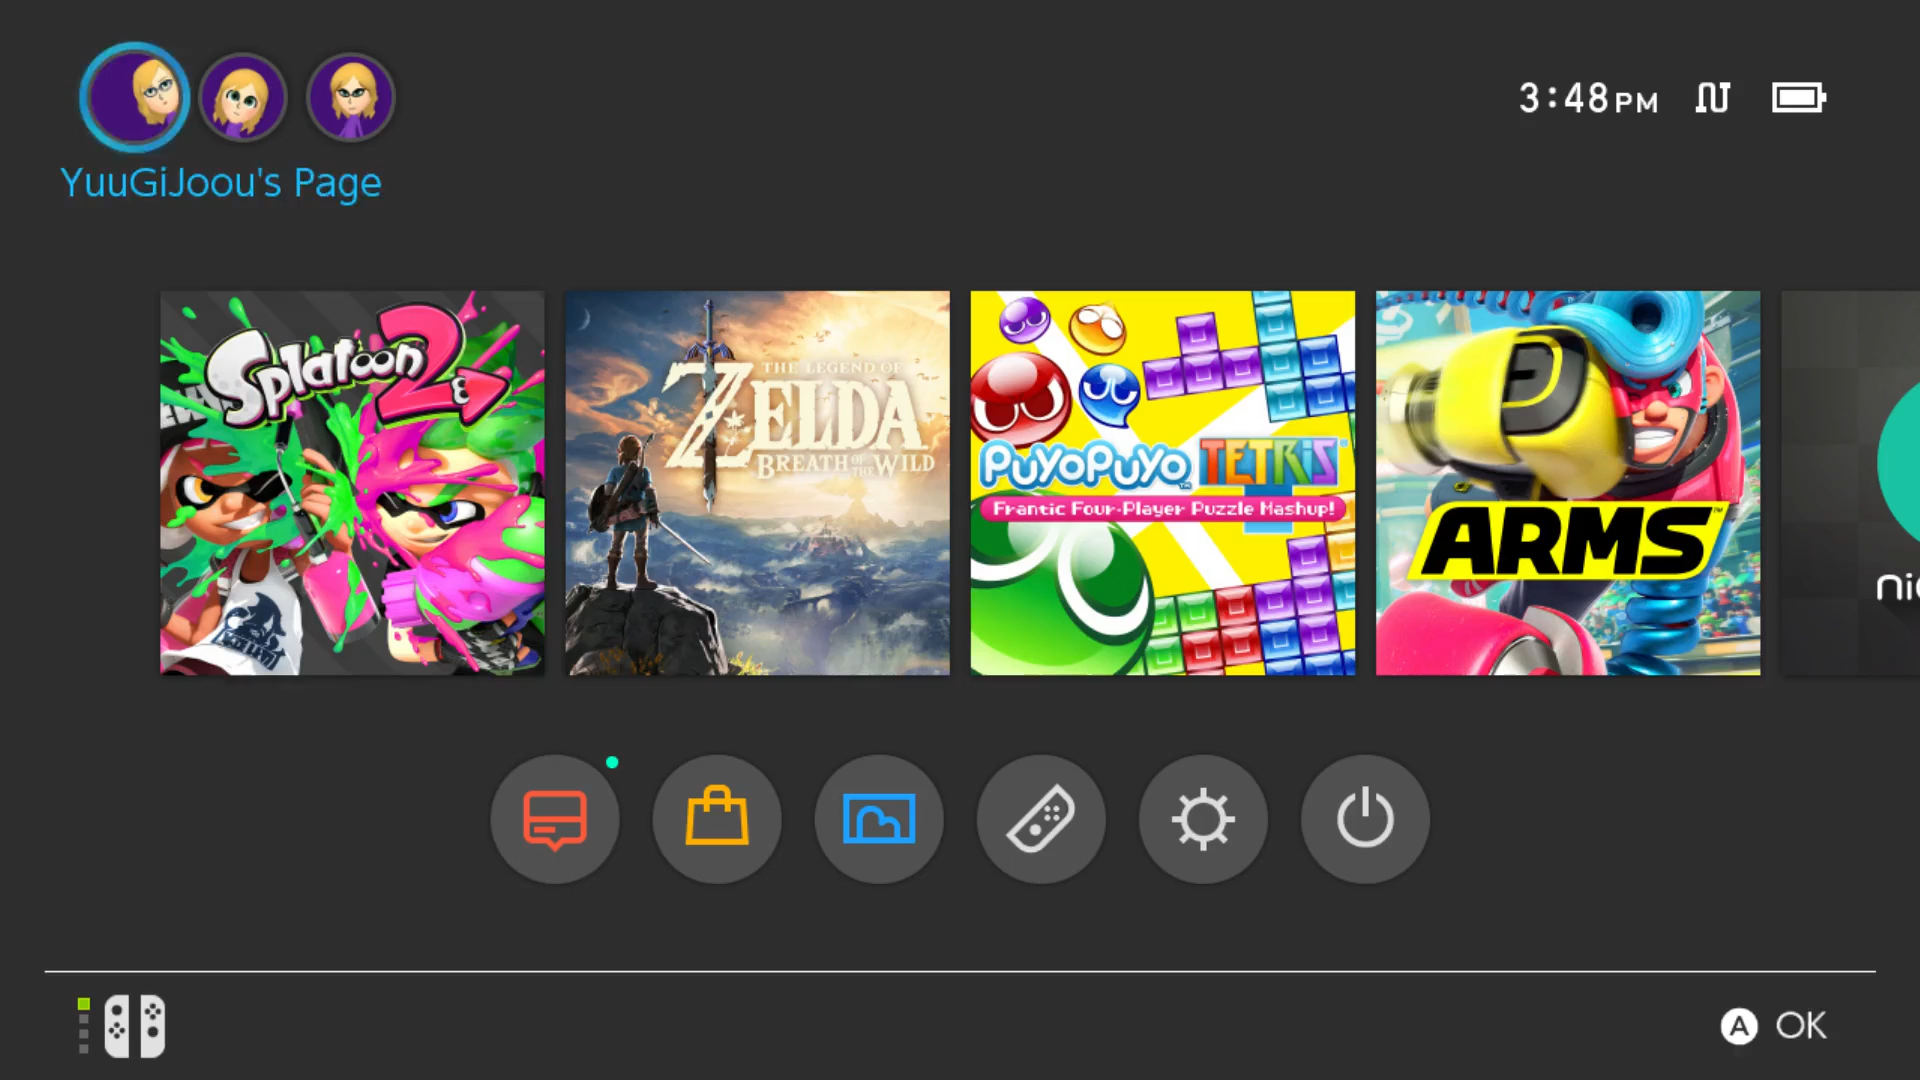 3:48 PM
YuuGiJoou's Page
Splatoon 2
THE LEGEND OF
ZELDA
BREATH OF THE WILD
PUYOPUYO TETRIS
Frantic Four-Player Puzzle Mashup!
ARMS
A OK